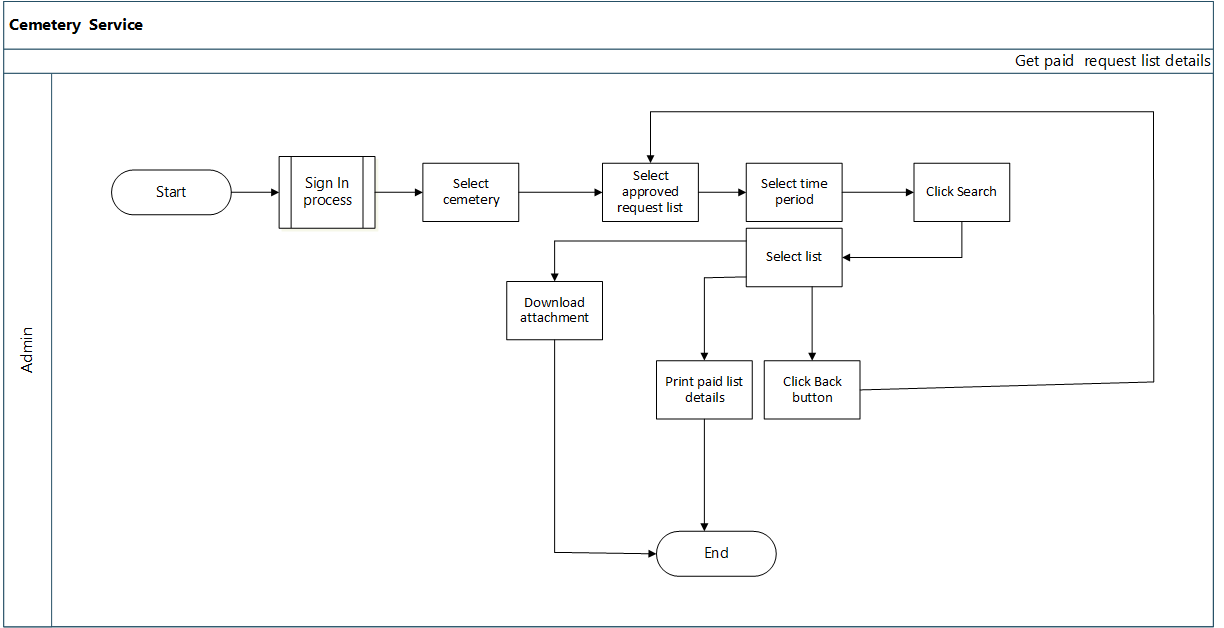 Cemetery Service
Get paid request list details
Admin
Start
Sign In
process
Select
cemetery
Select
approved
request list
Select time
period
Click Search
Select list
Download
attachment
Print paid list
details
Click Back
button
End